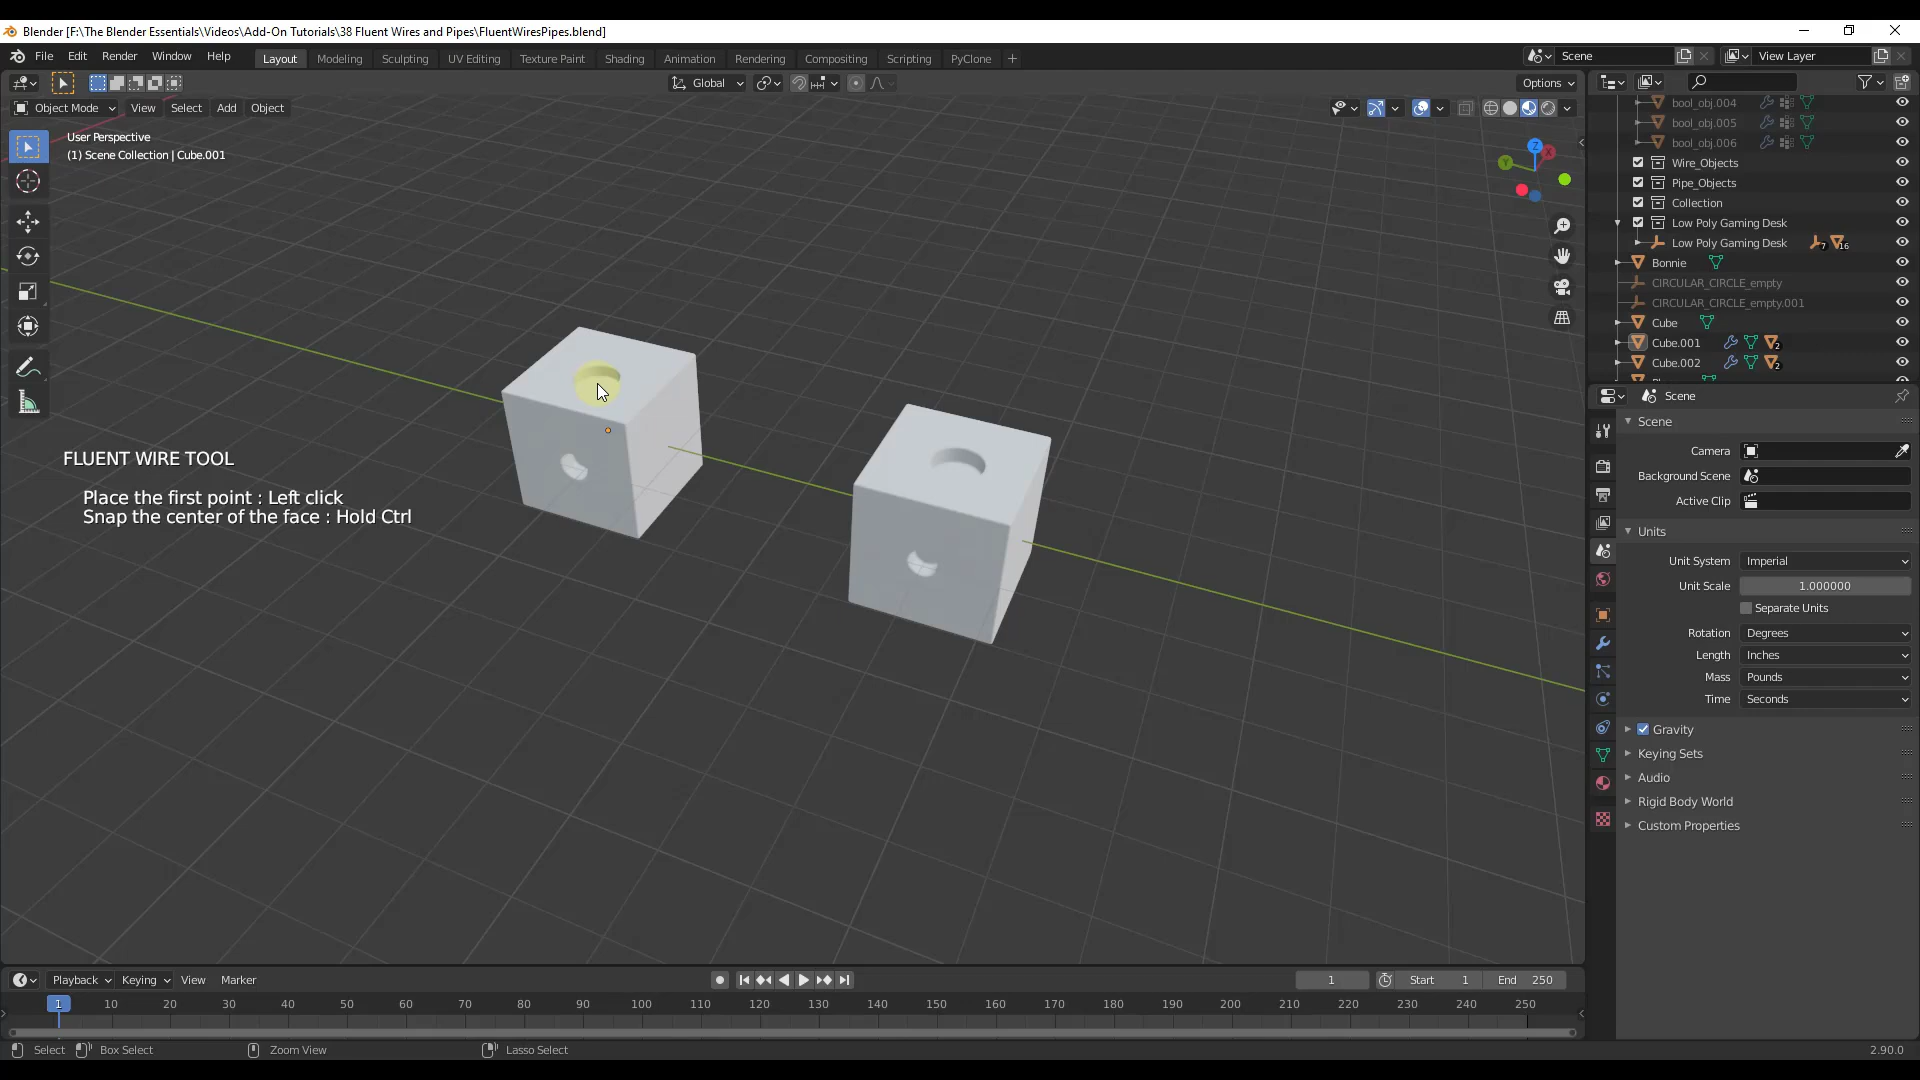 Blender [F:\The Blender Essentials\Videos\Add-On Tutorials\38 Fluent Wires and Pipes\FluentWiresPipes.blend]
File Edit Render Window Help Layout Modeling Sculpting UV Editing Texture Paint Shading Animation Rendering Compositing Scripting PyClone + Scene View Layer
Global Options
Object Mode View Select Add Object
User Perspective
(1) Scene Collection | Cube.001
Z X Y
FLUENT WIRE TOOL
Place the first point : Left click
Snap the center of the face : Hold Ctrl
bool_obj.004
bool_obj.005
bool_obj.006
Wire_Objects
Pipe_Objects
Collection
Low Poly Gaming Desk
Low Poly Gaming Desk 7 16
Bonnie
CIRCULAR_CIRCLE_empty
CIRCULAR_CIRCLE_empty.001
Cube
Cube.001 2
Cube.002 2
Scene
Scene
Camera
Background Scene
Active Clip
Units
Unit System Imperial
Unit Scale 1.000000
Separate Units
Rotation Degrees
Length Inches
Mass Pounds
Time Seconds
Gravity
Keying Sets
Audio
Rigid Body World
Custom Properties
Playback Keying View Marker 1 Start 1 End 250
1 10 20 30 40 50 60 70 80 90 100 110 120 130 140 150 160 170 180 190 200 210 220 230 240 250
Select Box Select Zoom View Lasso Select 2.90.0